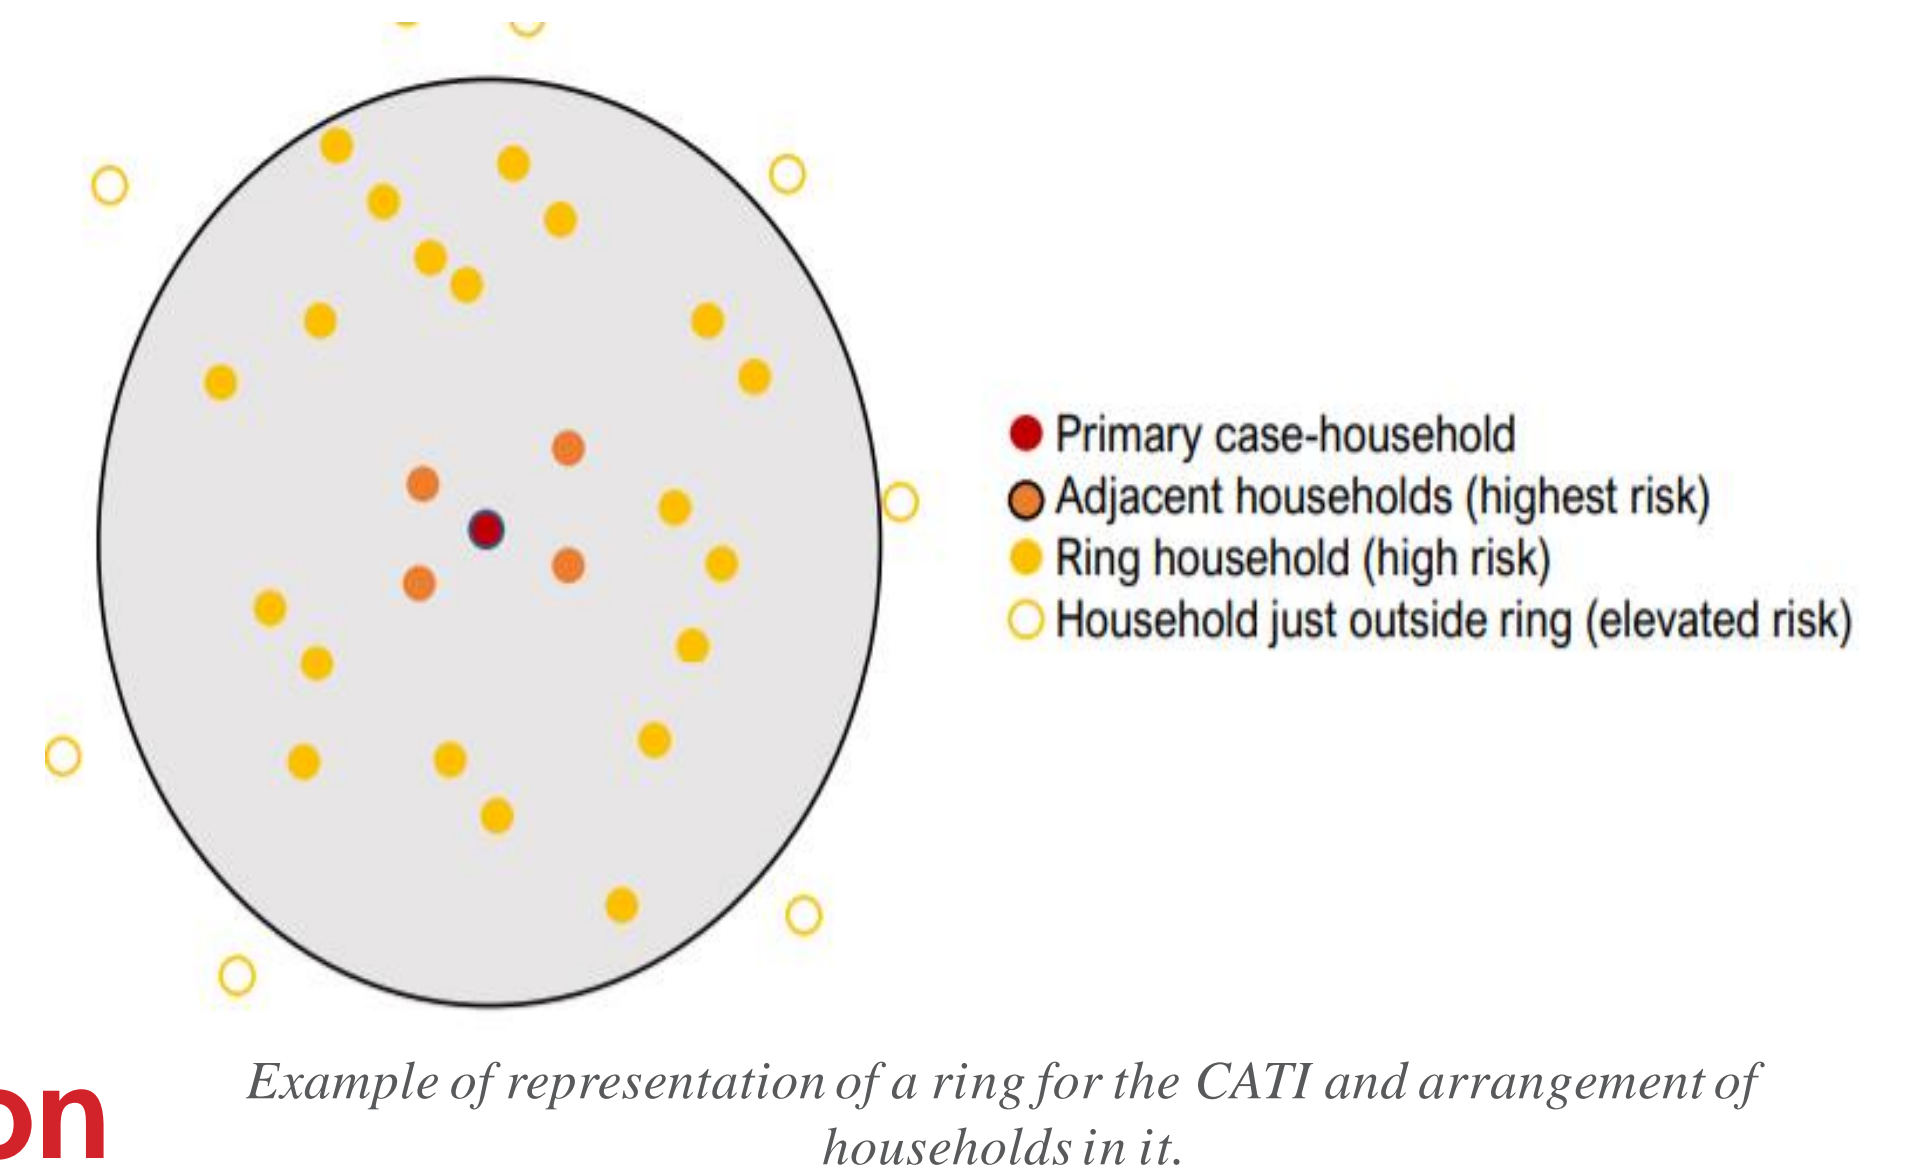 Primary case-household
Adjacent households (highest risk)
Ring household (high risk)
Household just outside ring (elevated risk)
on
Example of representation of a ring for the CATI and arrangement of
households in it.